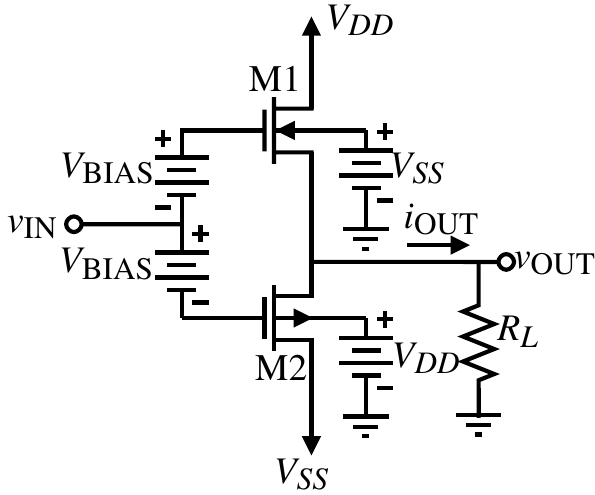 VDD
M1
+
+
VBIAS
VSS
-
-
iOUT
vIN
+
vOUT
VBIAS
-
+
RL
VDD
M2
-
VSS